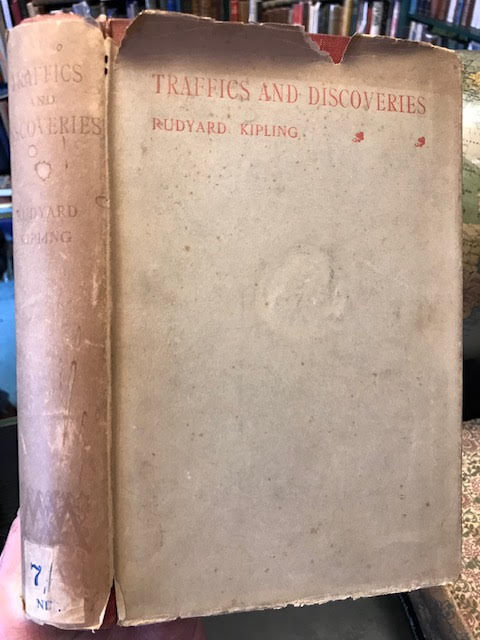 TRAFFICS
AND
DISCOVERIES
RUDYARD
KIPLING
7/
NET
TRAFFICS AND DISCOVERIES
RUDYARD KIPLING